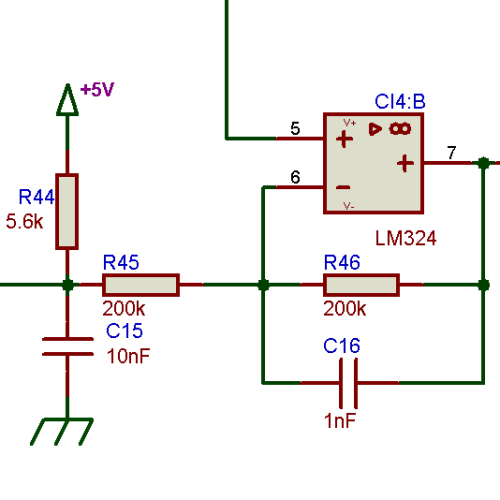 +5V
CI4:B
5
V+
6
7
V-
R44
5.6k
LM324
R45
R46
200k
200k
C15
10nF
C16
1nF